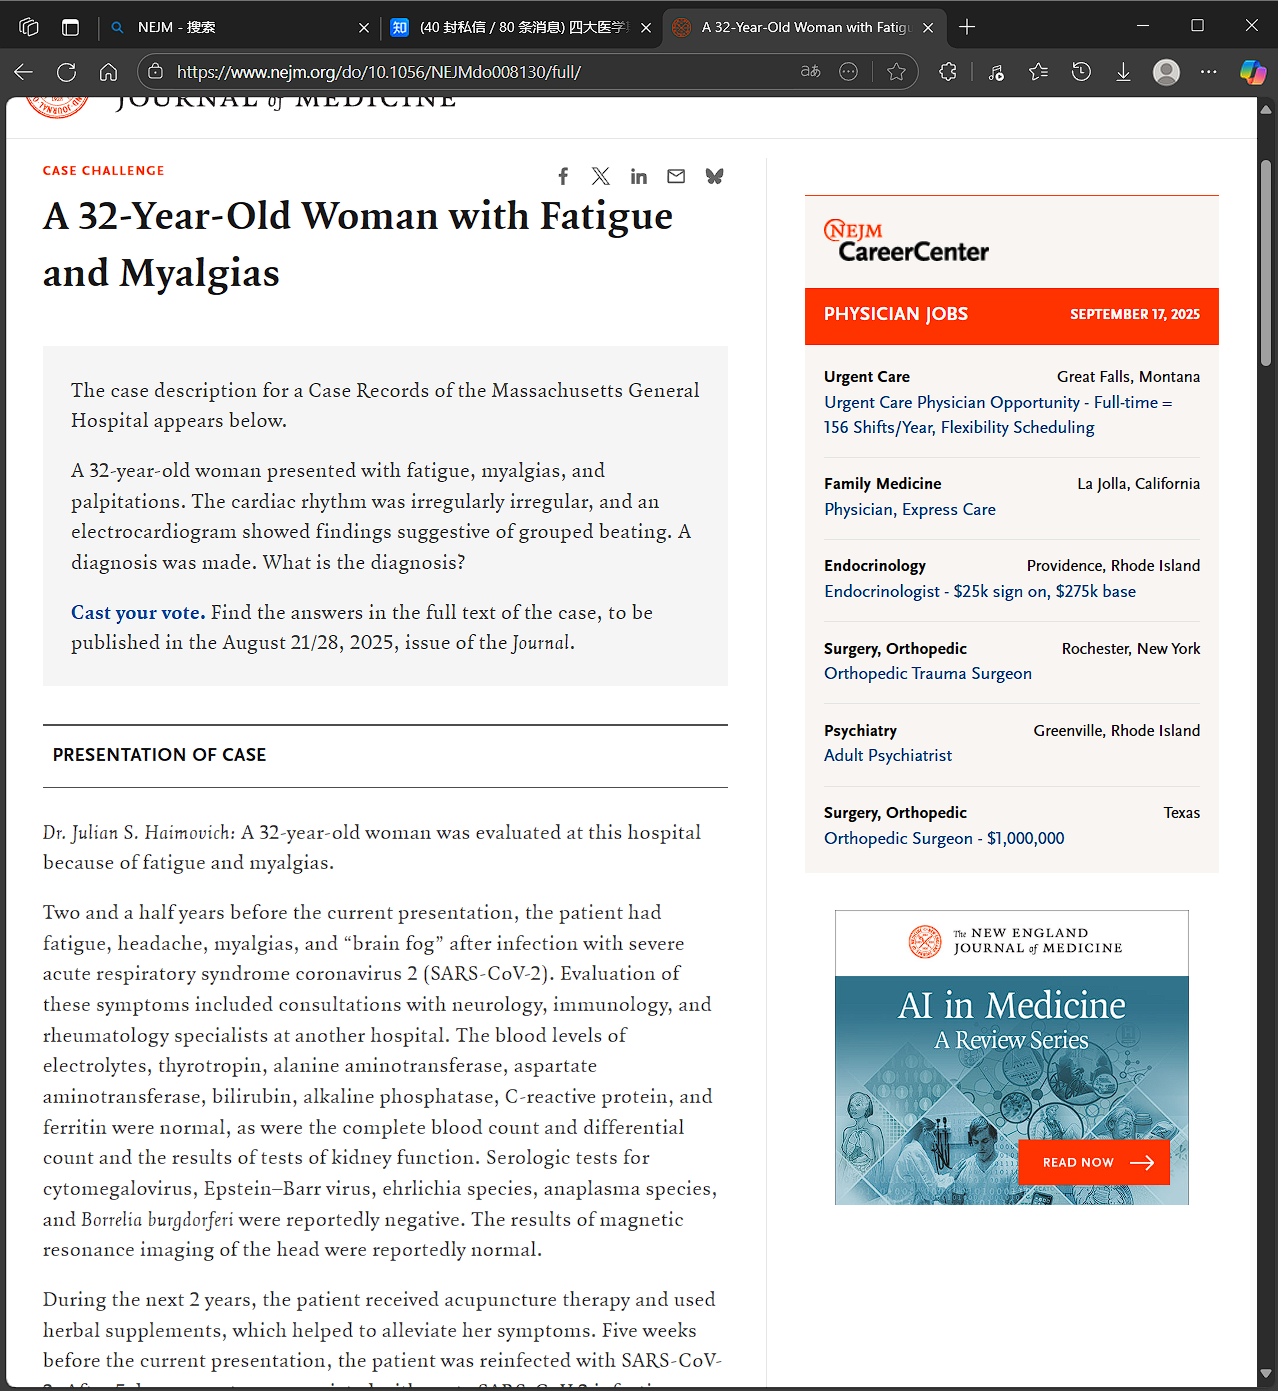 NEJM - 搜索
(40 封私信 / 80 条消息) 四大医学
A 32-Year-Old Woman with Fatigu
https://www.nejm.org/do/10.1056/NEJMdo008130/full/
JOURNAL of MEDICINE
CASE CHALLENGE
A 32-Year-Old Woman with Fatigue
and Myalgias
The case description for a Case Records of the Massachusetts General
Hospital appears below.
A 32-year-old woman presented with fatigue, myalgias, and
palpitations. The cardiac rhythm was irregularly irregular, and an
electrocardiogram showed findings suggestive of grouped beating. A
diagnosis was made. What is the diagnosis?
Cast your vote. Find the answers in the full text of the case, to be
published in the August 21/28, 2025, issue of the Journal.
PRESENTATION OF CASE
Dr. Julian S. Haimovich: A 32-year-old woman was evaluated at this hospital
because of fatigue and myalgias.
Two and a half years before the current presentation, the patient had
fatigue, headache, myalgias, and “brain fog” after infection with severe
acute respiratory syndrome coronavirus 2 (SARS-CoV-2). Evaluation of
these symptoms included consultations with neurology, immunology, and
rheumatology specialists at another hospital. The blood levels of
electrolytes, thyrotropin, alanine aminotransferase, aspartate
aminotransferase, bilirubin, alkaline phosphatase, C-reactive protein, and
ferritin were normal, as were the complete blood count and differential
count and the results of tests of kidney function. Serologic tests for
cytomegalovirus, Epstein–Barr virus, ehrlichia species, anaplasma species,
and Borrelia burgdorferi were reportedly negative. The results of magnetic
resonance imaging of the head were reportedly normal.
During the next 2 years, the patient received acupuncture therapy and used
herbal supplements, which helped to alleviate her symptoms. Five weeks
before the current presentation, the patient was reinfected with SARS-CoV-
NEJM
CareerCenter
PHYSICIAN JOBS SEPTEMBER 17, 2025
Urgent Care Great Falls, Montana
Urgent Care Physician Opportunity - Full-time =
156 Shifts/Year, Flexibility Scheduling
Family Medicine La Jolla, California
Physician, Express Care
Endocrinology Providence, Rhode Island
Endocrinologist - $25k sign on, $275k base
Surgery, Orthopedic Rochester, New York
Orthopedic Trauma Surgeon
Psychiatry Greenville, Rhode Island
Adult Psychiatrist
Surgery, Orthopedic Texas
Orthopedic Surgeon - $1,000,000
The NEW ENGLAND
JOURNAL of MEDICINE
AI in Medicine
A Review Series
READ NOW